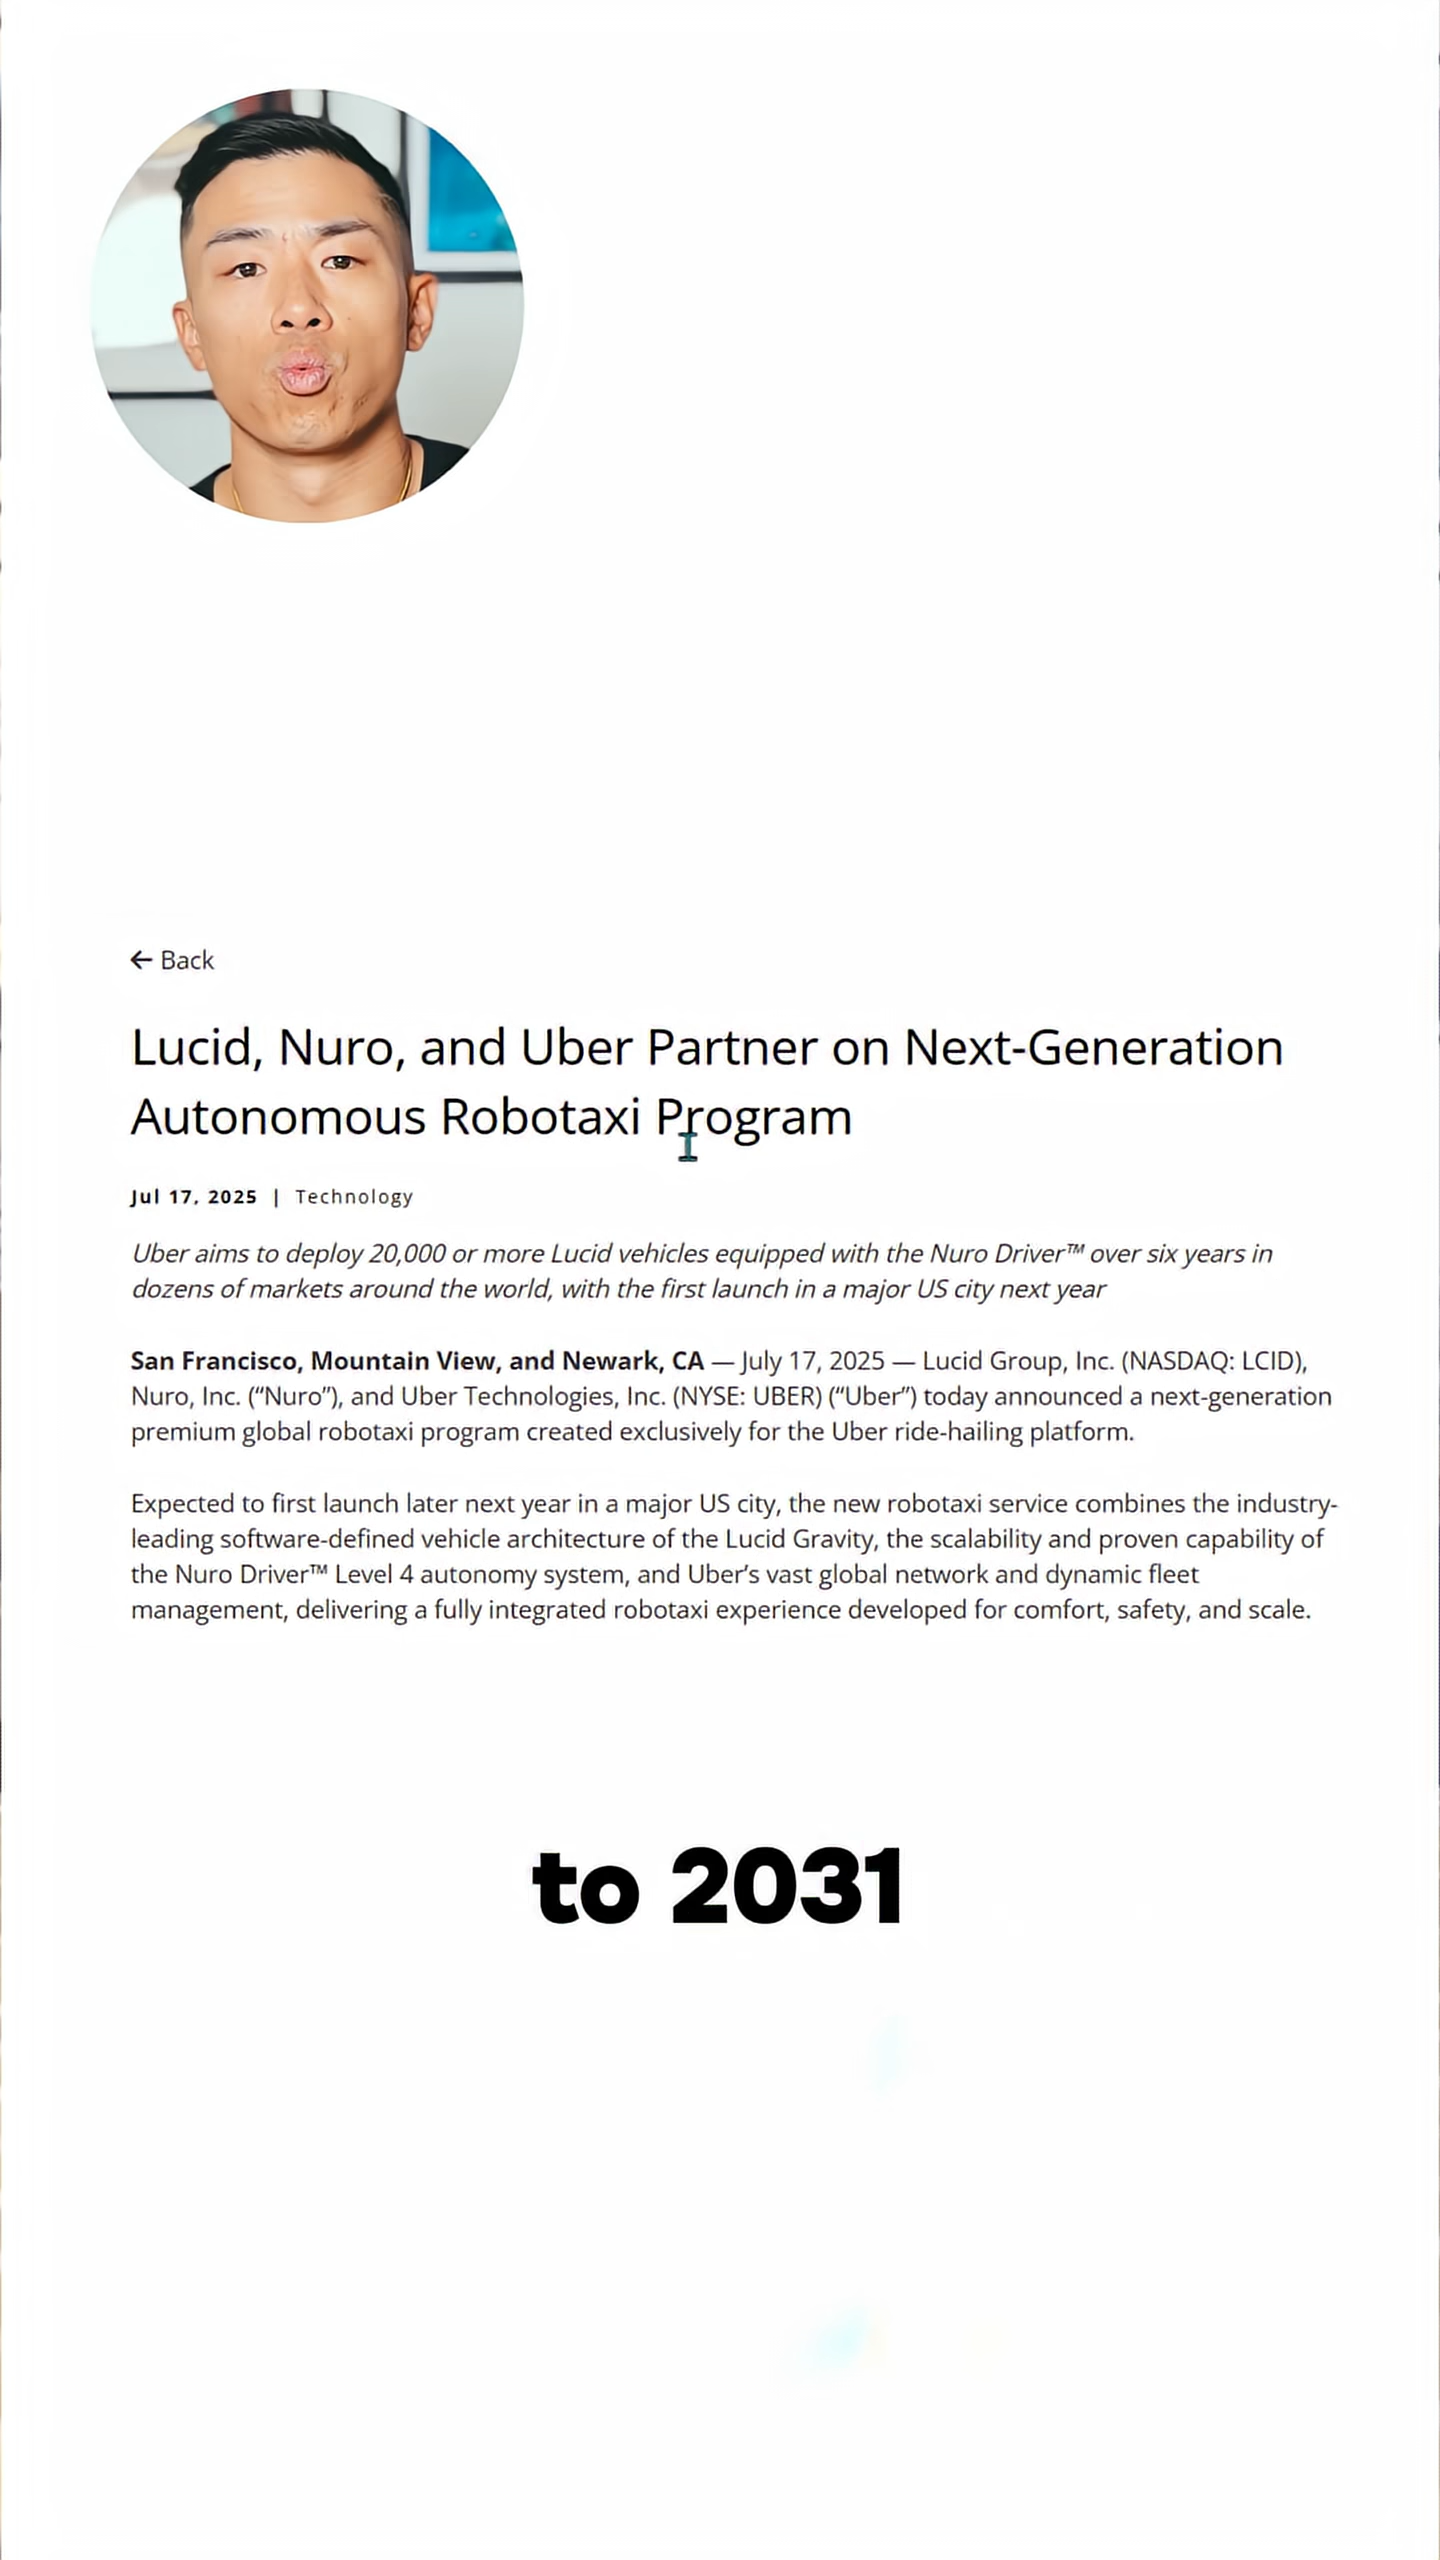 ← Back
Lucid, Nuro, and Uber Partner on Next-Generation
Autonomous Robotaxi Program
Jul 17, 2025 | Technology
Uber aims to deploy 20,000 or more Lucid vehicles equipped with the Nuro Driver™ over six years in
dozens of markets around the world, with the first launch in a major US city next year
San Francisco, Mountain View, and Newark, CA — July 17, 2025 — Lucid Group, Inc. (NASDAQ: LCID),
Nuro, Inc. (“Nuro”), and Uber Technologies, Inc. (NYSE: UBER) (“Uber”) today announced a next-generation
premium global robotaxi program created exclusively for the Uber ride-hailing platform.
Expected to first launch later next year in a major US city, the new robotaxi service combines the industry-
leading software-defined vehicle architecture of the Lucid Gravity, the scalability and proven capability of
the Nuro Driver™ Level 4 autonomy system, and Uber’s vast global network and dynamic fleet
management, delivering a fully integrated robotaxi experience developed for comfort, safety, and scale.
to 2031